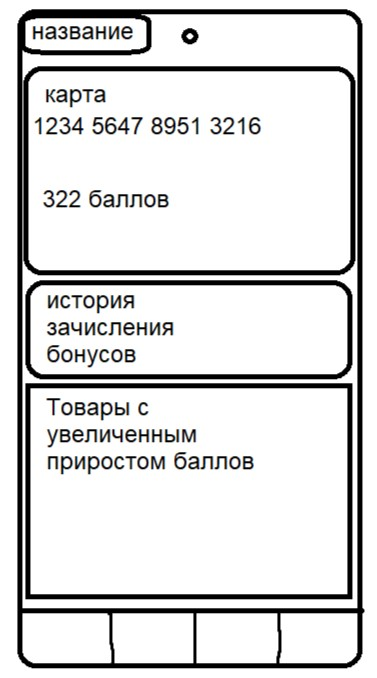 название
карта
1234 5647 8951 3216
322 баллов
история
зачисления
бонусов
Товары с
увеличенным
приростом баллов